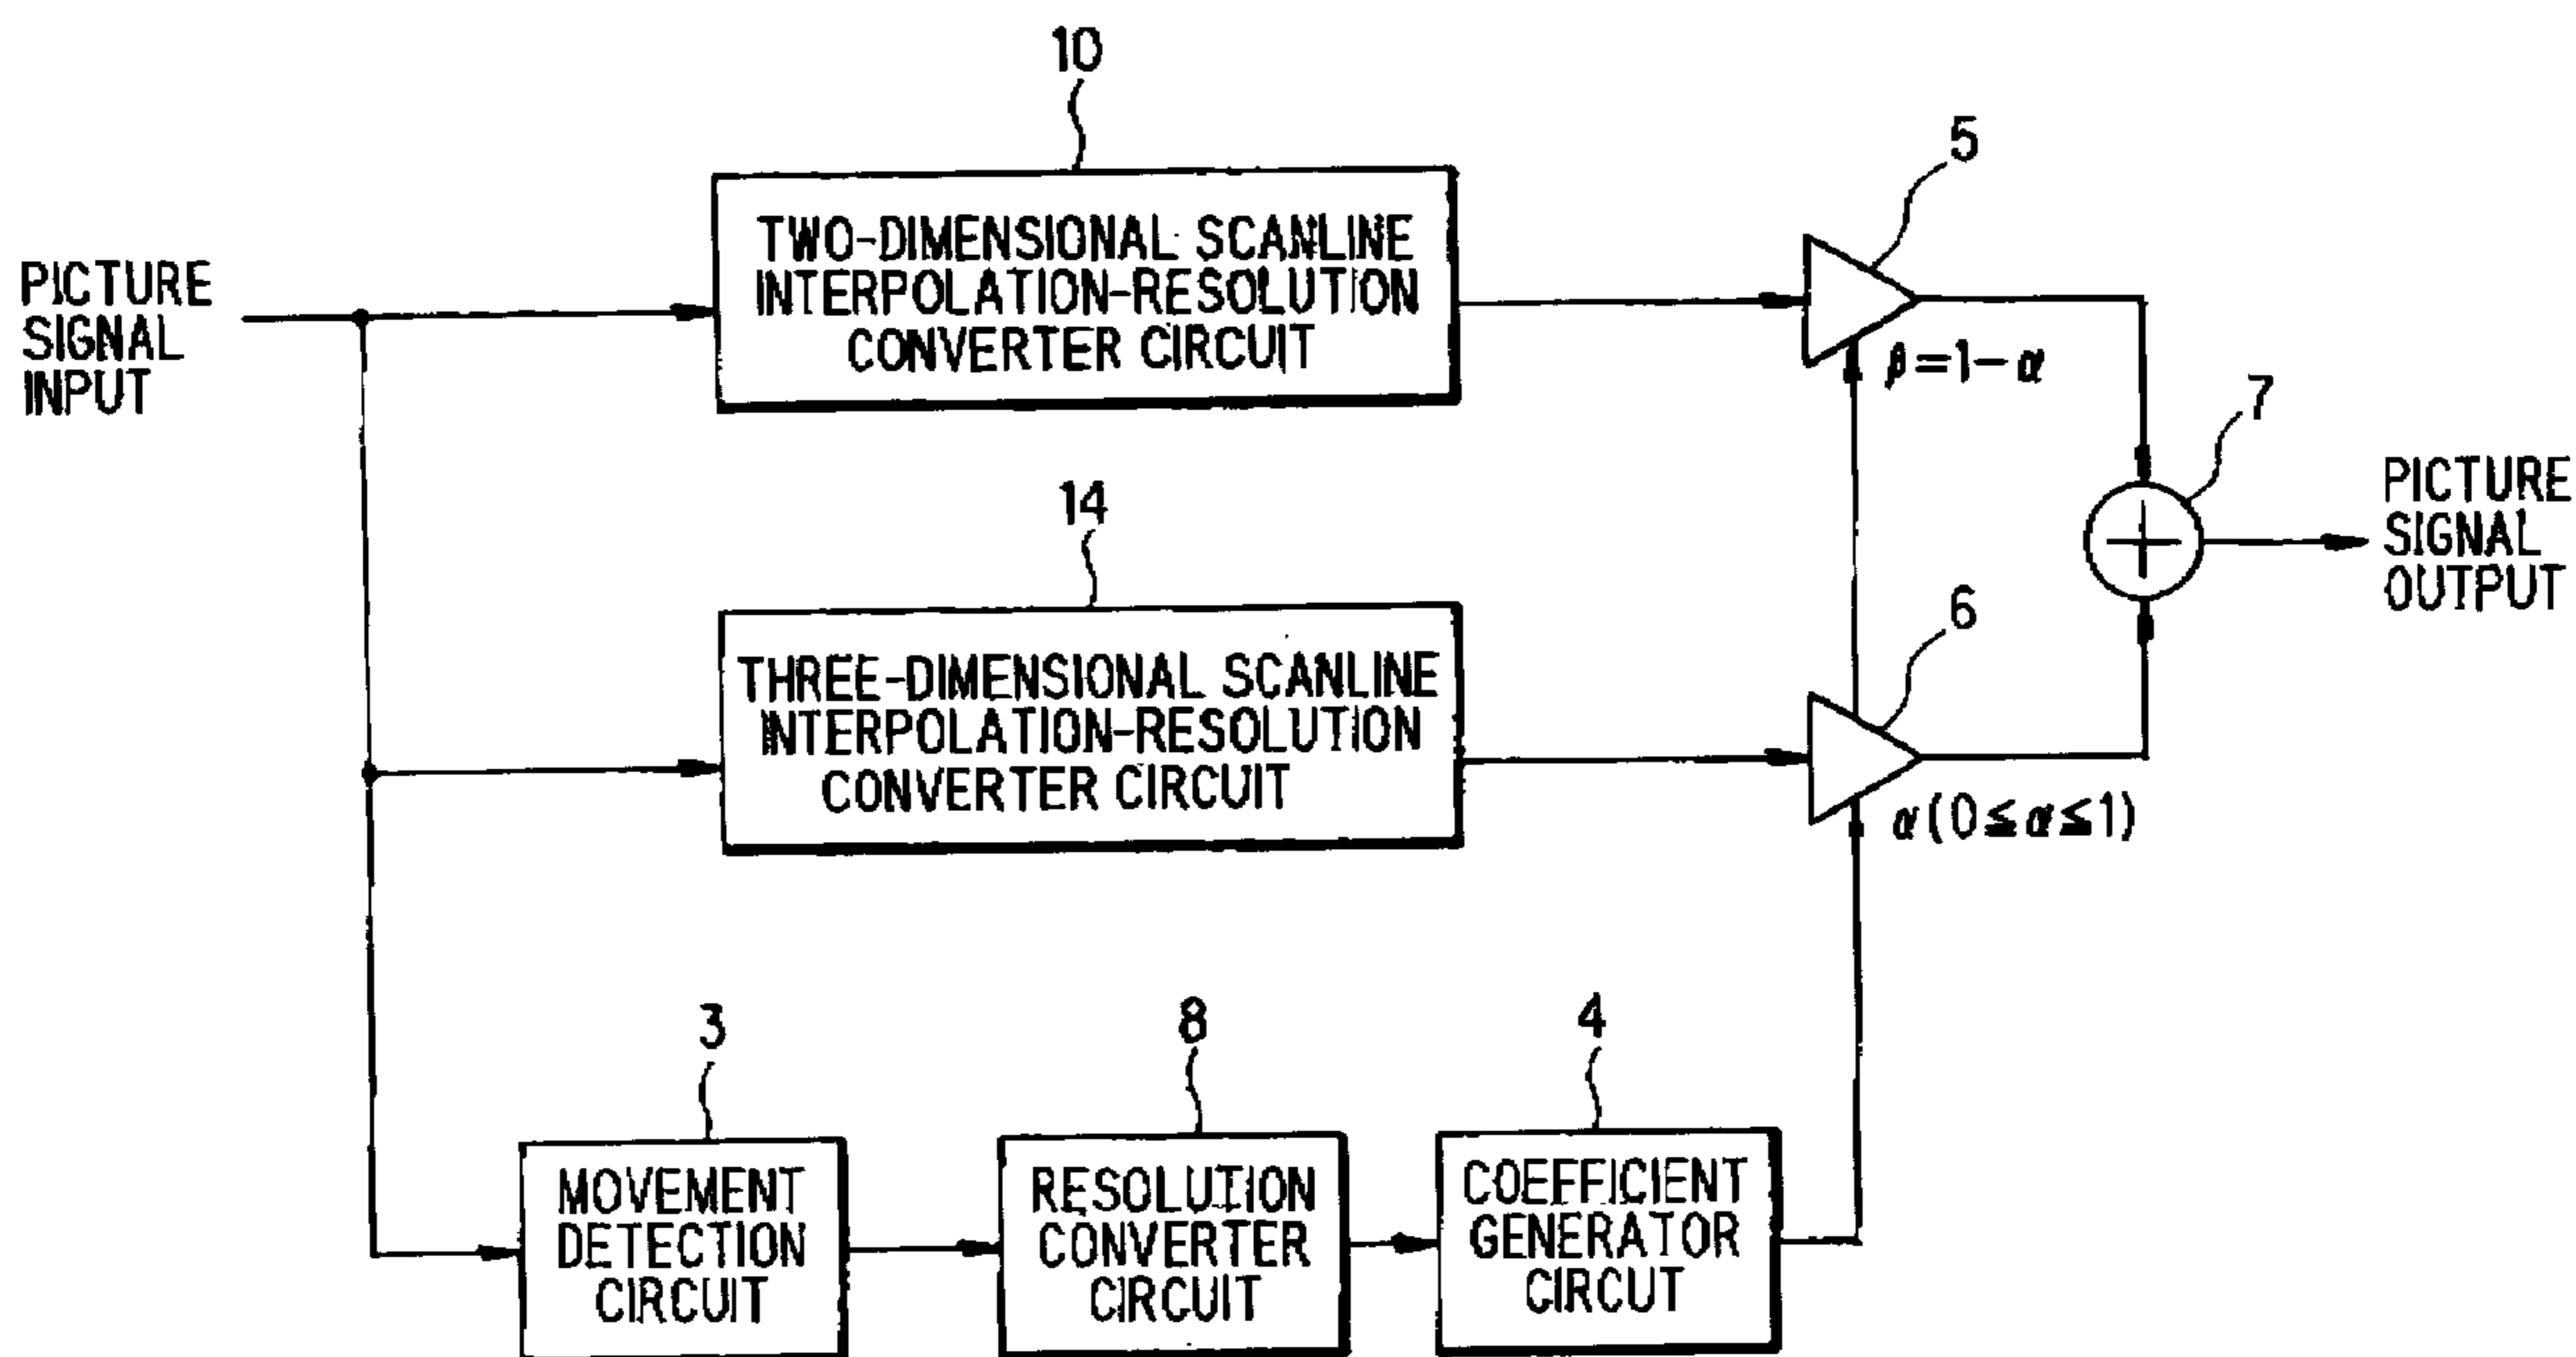 10
TWO-DIMENSIONAL SCANLINE
INTERPOLATION-RESOLUTION
CONVERTER CIRCUIT
5
β=1-α
PICTURE
SIGNAL
INPUT
7
PICTURE
SIGNAL
OUTPUT
14
THREE-DIMENSIONAL SCANLINE
INTERPOLATION-RESOLUTION
CONVERTER CIRCUIT
6
α(0≤α≤1)
3
MOVEMENT
DETECTION
CIRCUIT
8
RESOLUTION
CONVERTER
CIRCUIT
4
COEFFICIENT
GENERATOR
CIRCUT